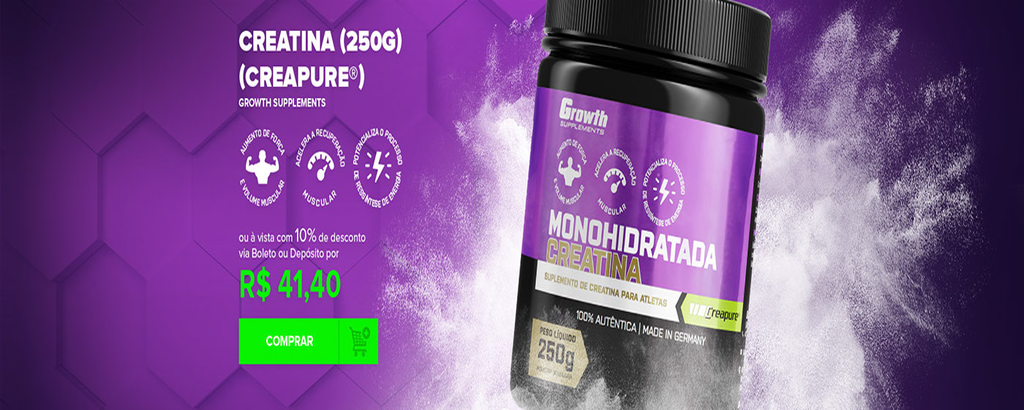 CREATINA (250G)
(CREAPURE®)
GROWTH SUPPLEMENTS
AUMENTO DE FORÇA
E VOLUME MUSCULAR
ACELERA A RECUPERAÇÃO
MUSCULAR
POTENCIALIZA O PROCESSO
DE RESSÍNTESE DE ENERGIA
ou à vista com 10% de desconto
via Boleto ou Depósito por
R$ 41,40
COMPRAR
Growth
SUPPLEMENTS
AUMENTO DE FORÇA
E VOLUME MUSCULAR
ACELERA A RECUPERAÇÃO
MUSCULAR
POTENCIALIZA O PROCESSO
DE RESSÍNTESE DE ENERGIA
MONOHIDRATADA
CREATINA
SUPLEMENTO DE CREATINA PARA ATLETAS
Creapure®
100% AUTÊNTICA | MADE IN GERMANY
PESO LÍQUIDO
250g